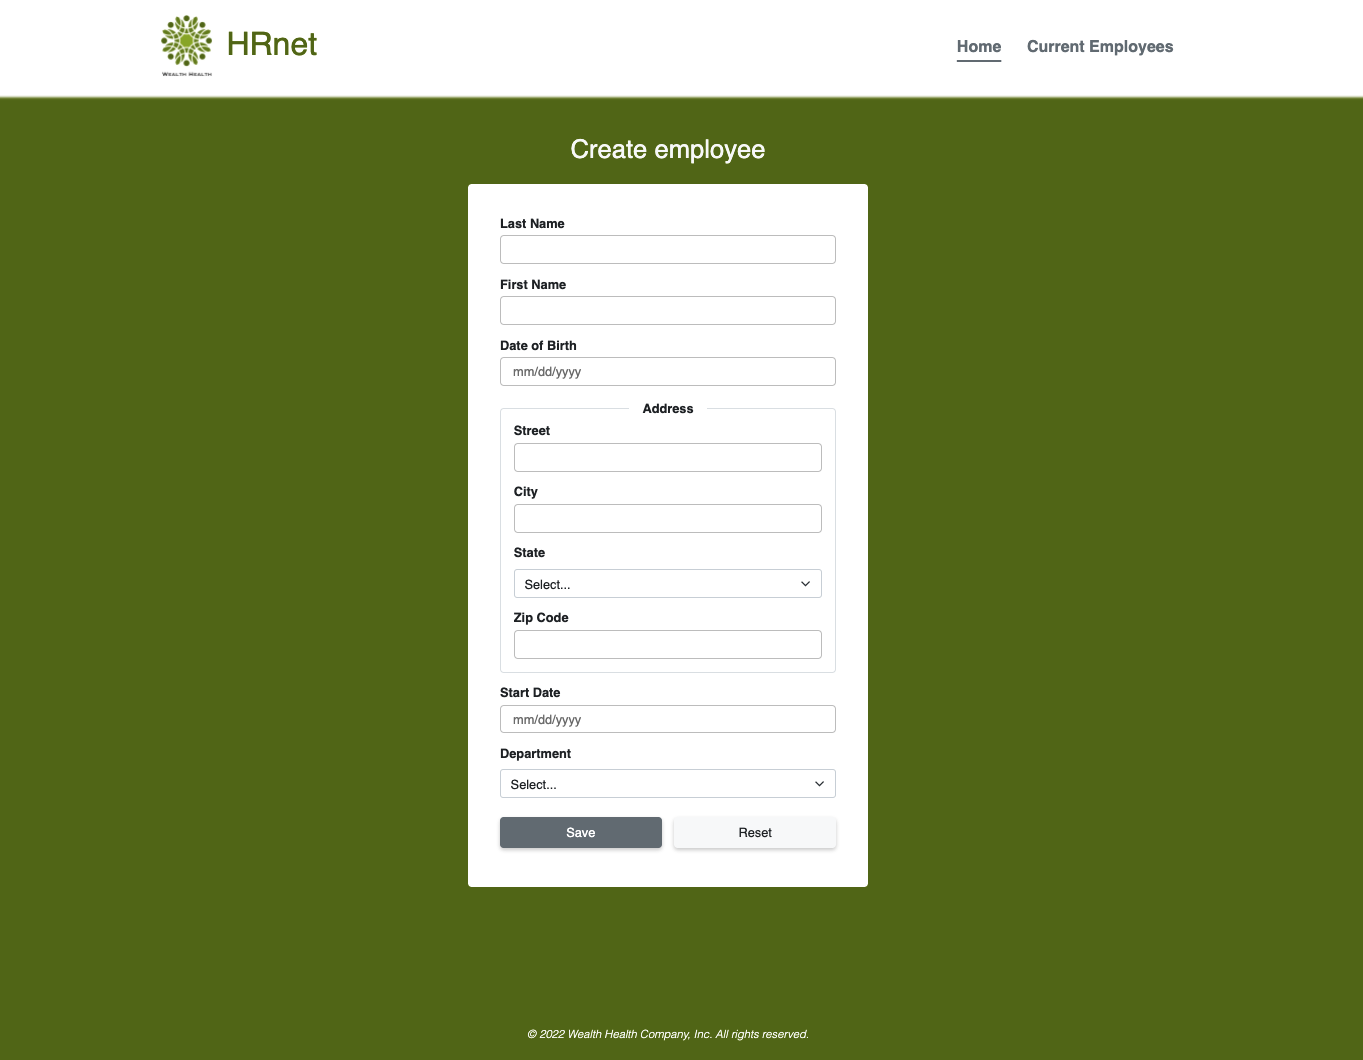 WEALTH HEALTH
HRnet
Home Current Employees
Create employee
Last Name
First Name
Date of Birth
mm/dd/yyyy
Address
Street
City
State
Select...
Zip Code
Start Date
mm/dd/yyyy
Department
Select...
Save Reset
© 2022 Wealth Health Company, Inc. All rights reserved.